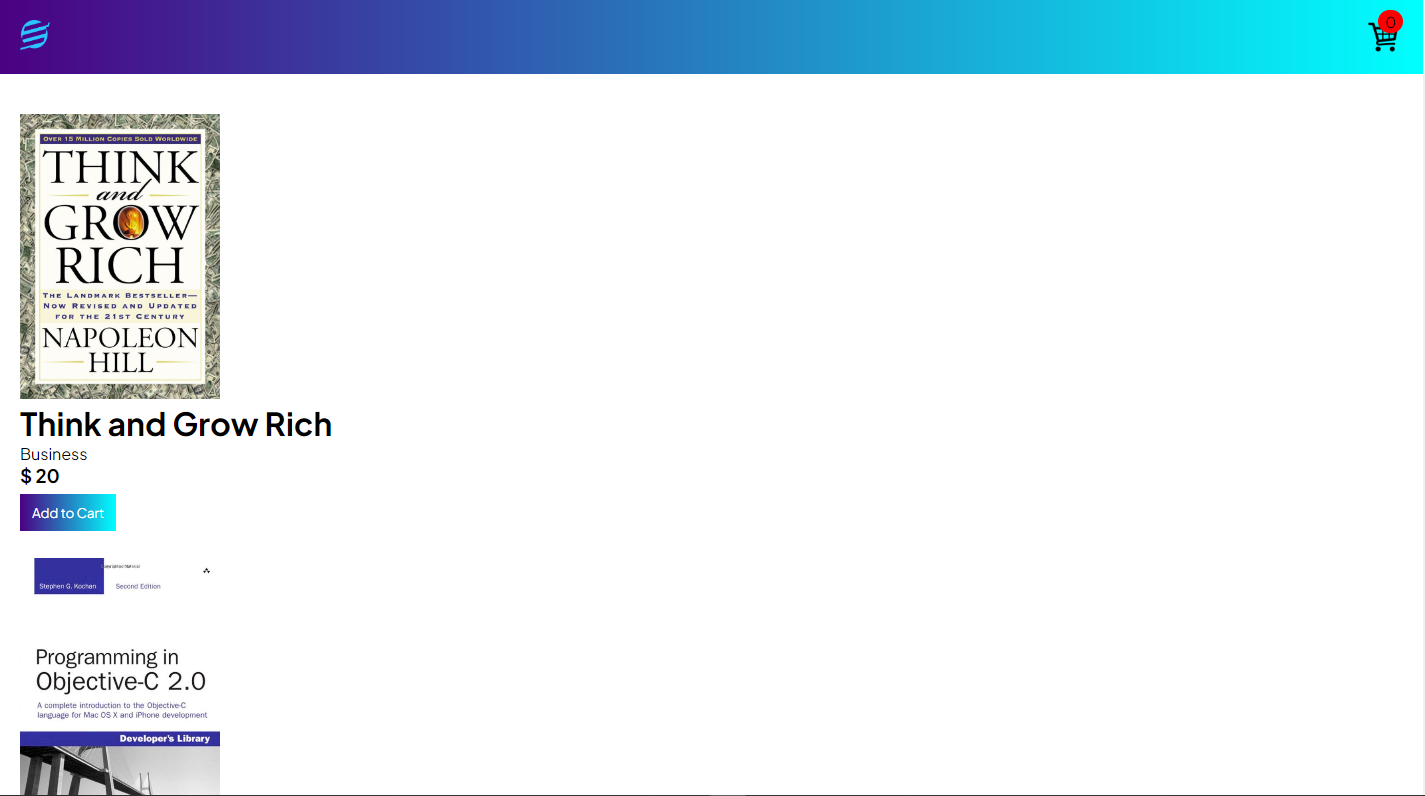 0
OVER 15 MILLION COPIES SOLD WORLDWIDE
THINK
and
GROW
RICH
THE LANDMARK BESTSELLER—
NOW REVISED AND UPDATED
FOR THE 21ST CENTURY
NAPOLEON
HILL
Think and Grow Rich
Business
$ 20
Add to Cart
Stephen G. Kochan
Second Edition
Programming in
Objective-C 2.0
A complete introduction to the Objective-C
language for Mac OS X and iPhone development
Developer's Library